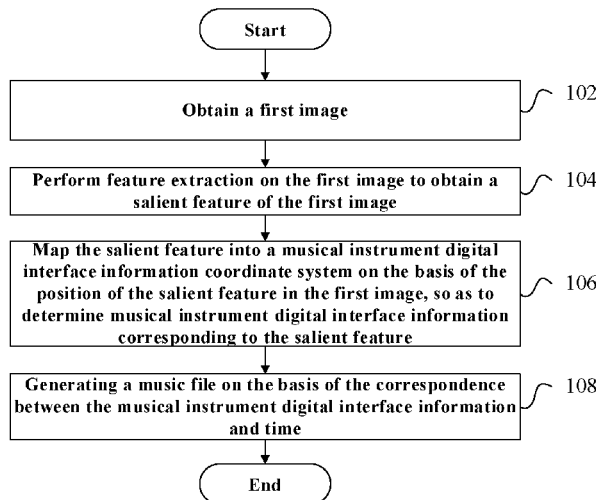 Start
Obtain a first image
102
Perform feature extraction on the first image to obtain a
salient feature of the first image
104
Map the salient feature into a musical instrument digital
interface information coordinate system on the basis of the
position of the salient feature in the first image, so as to
determine musical instrument digital interface information
corresponding to the salient feature
106
Generating a music file on the basis of the correspondence
between the musical instrument digital interface information
and time
108
End